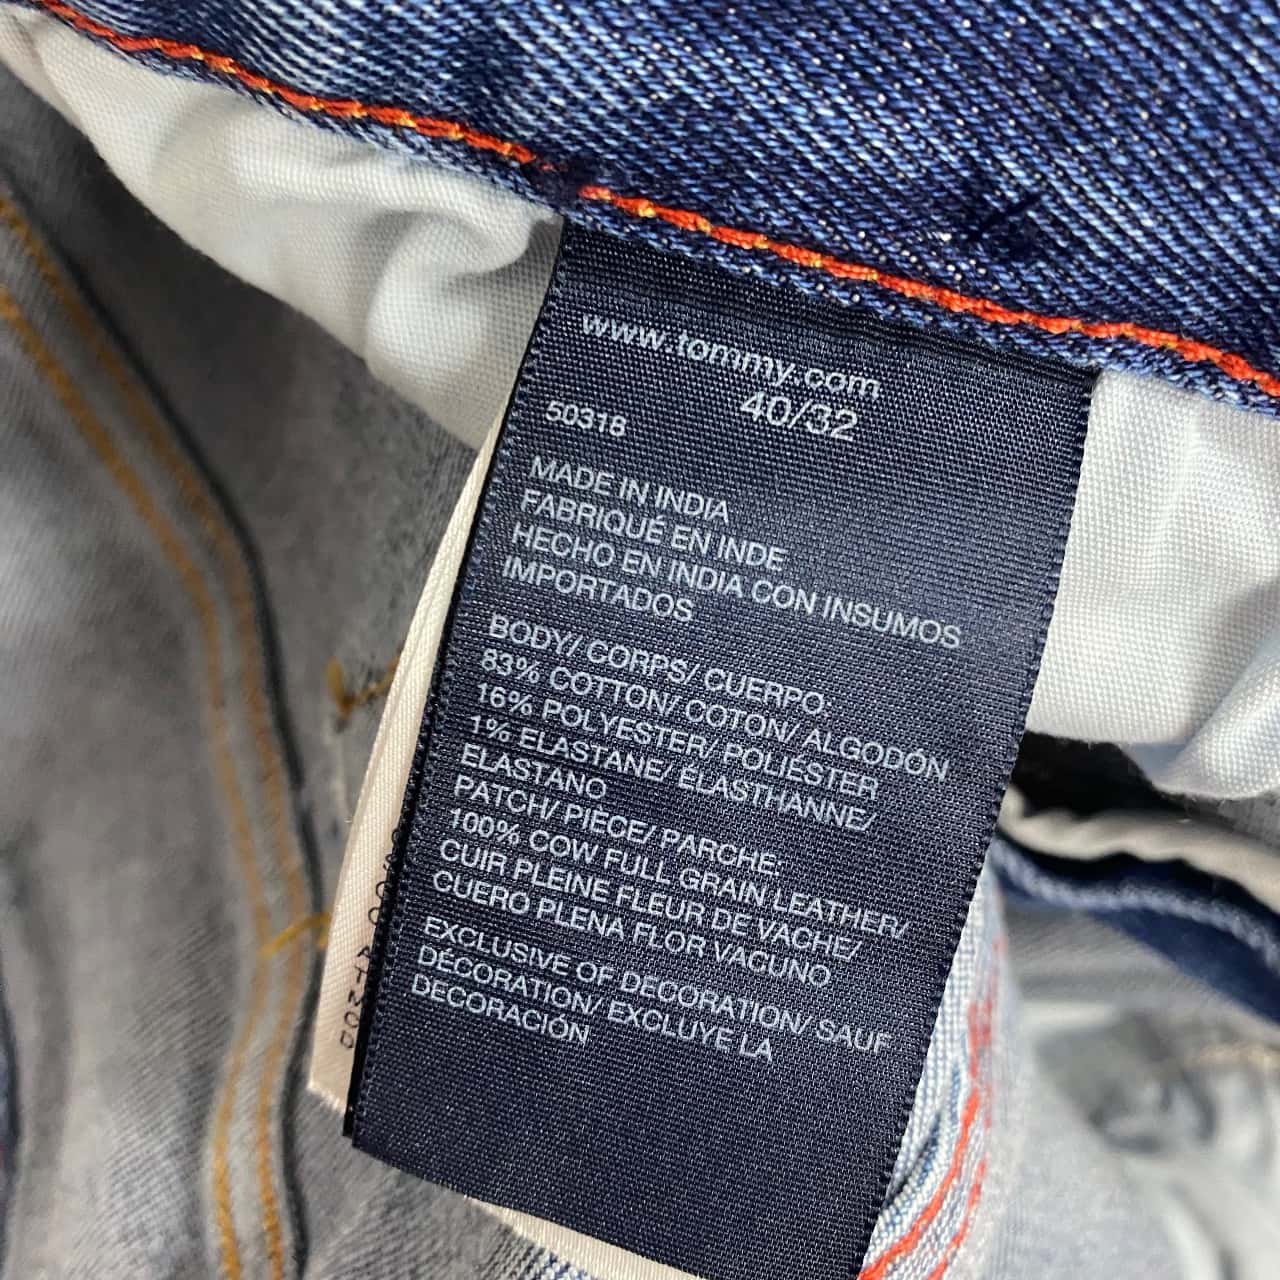 www.tommy.com
40/32
50318
MADE IN INDIA
FABRIQUÉ EN INDE
HECHO EN INDIA CON INSUMOS
IMPORTADOS
BODY/ CORPS/ CUERPO:
83% COTTON/ COTON/ ALGODÓN
16% POLYESTER/ POLIÉSTER
1% ELASTANE/ ÉLASTHANNE/
ELASTANO
PATCH/ PIÈCE/ PARCHE:
100% COW FULL GRAIN LEATHER/
CUIR PLEINE FLEUR DE VACHE/
CUERO PLENA FLOR VACUNO
EXCLUSIVE OF DECORATION/ SAUF
DÉCORATION/ EXCLUYE LA
DECORACIÓN